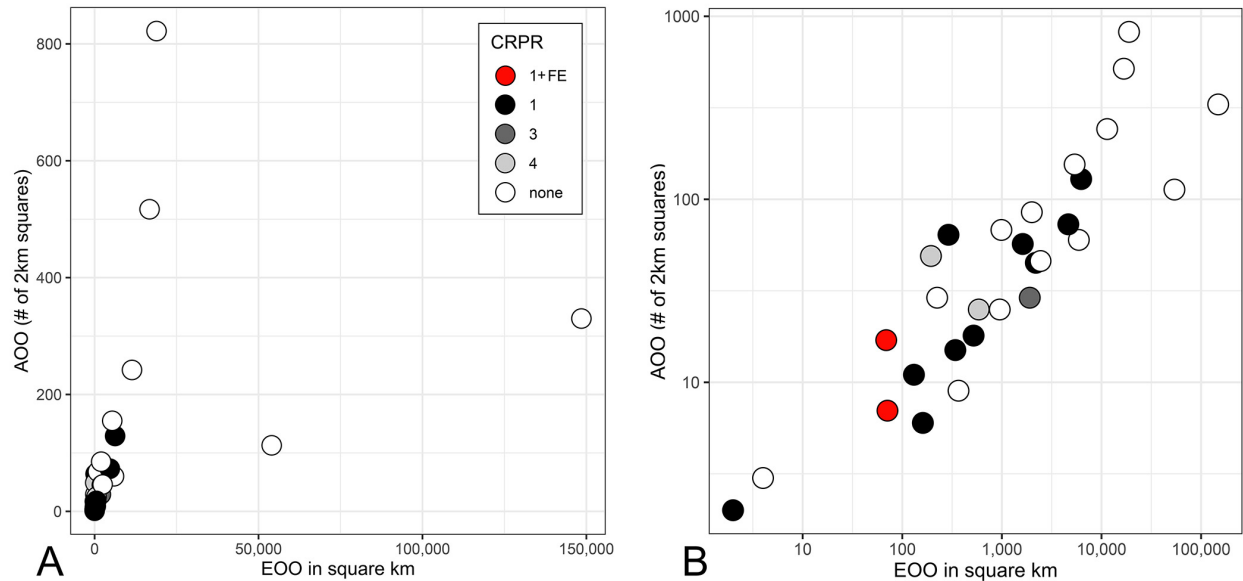 800
600
400
200
0
AOO (# of 2km squares)
0
50,000
100,000
150,000
EOO in square km
A
CRPR
1+FE
1
3
4
none
1000
100
10
AOO (# of 2km squares)
10
100
1,000
10,000
100,000
EOO in square km
B